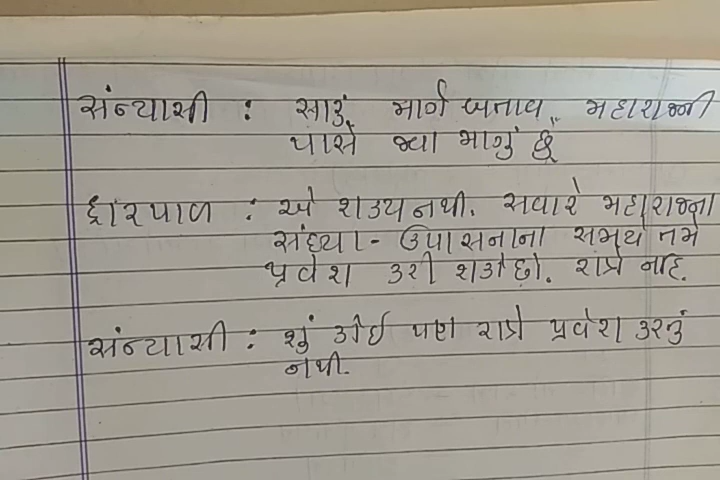 સંન્યાસી : સારું માર્ગ બતાવ, મહારાજની
પાસે જવા માગું છું
દ્વારપાળ : એ શક્ય નથી. સવારે મહારાજના
સંધ્યા - ઉપાસનાના સમયે તમે
પ્રવેશ કરી શકોછો. રાત્રે નહિ.
સંન્યાસી : શું કોઈ પણ રાત્રે પ્રવેશ કરતું
નથી.